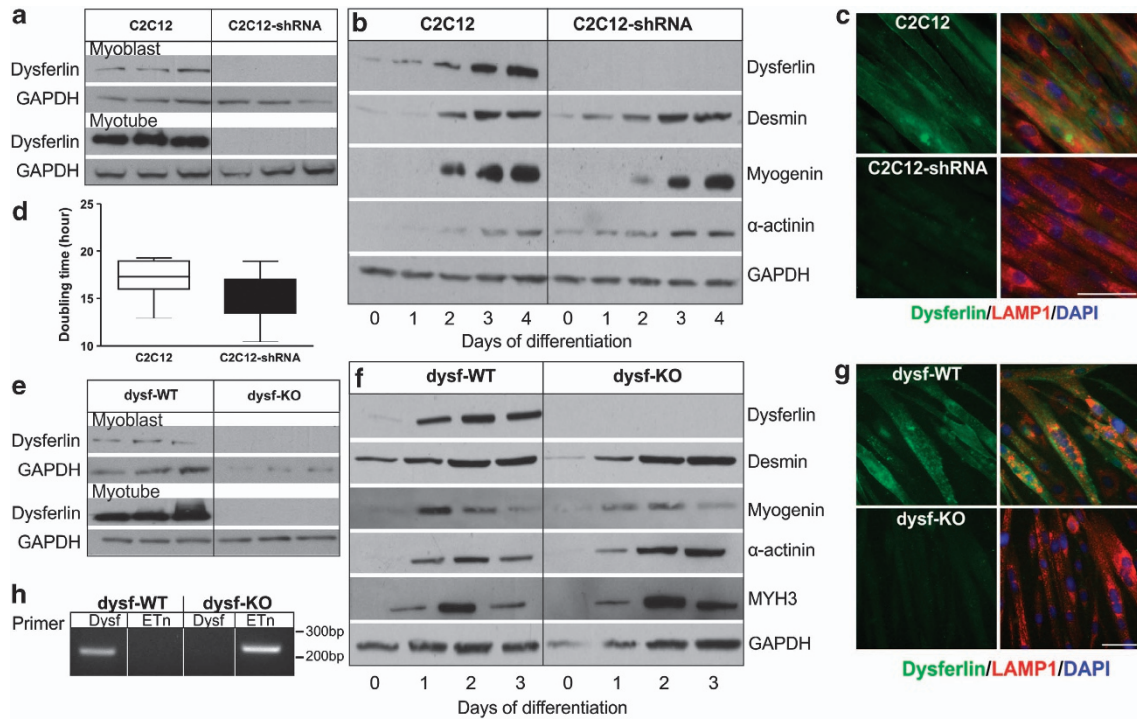 a
C2C12 C2C12-shRNA
Myoblast
Dysferlin
GAPDH
Myotube
Dysferlin
GAPDH
b
C2C12 C2C12-shRNA
Dysferlin
Desmin
Myogenin
α-actinin
GAPDH
0 1 2 3 4 0 1 2 3 4
Days of differentiation
c
C2C12
C2C12-shRNA
Dysferlin/LAMP1/DAPI
d
Doubling time (hour)
25
20
15
10
C2C12 C2C12-shRNA
e
dysf-WT dysf-KO
Myoblast
Dysferlin
GAPDH
Myotube
Dysferlin
GAPDH
f
dysf-WT dysf-KO
Dysferlin
Desmin
Myogenin
α-actinin
MYH3
GAPDH
0 1 2 3 0 1 2 3
Days of differentiation
g
dysf-WT
dysf-KO
Dysferlin/LAMP1/DAPI
h
dysf-WT dysf-KO
Primer Dysf ETn Dysf ETn
300bp
200bp